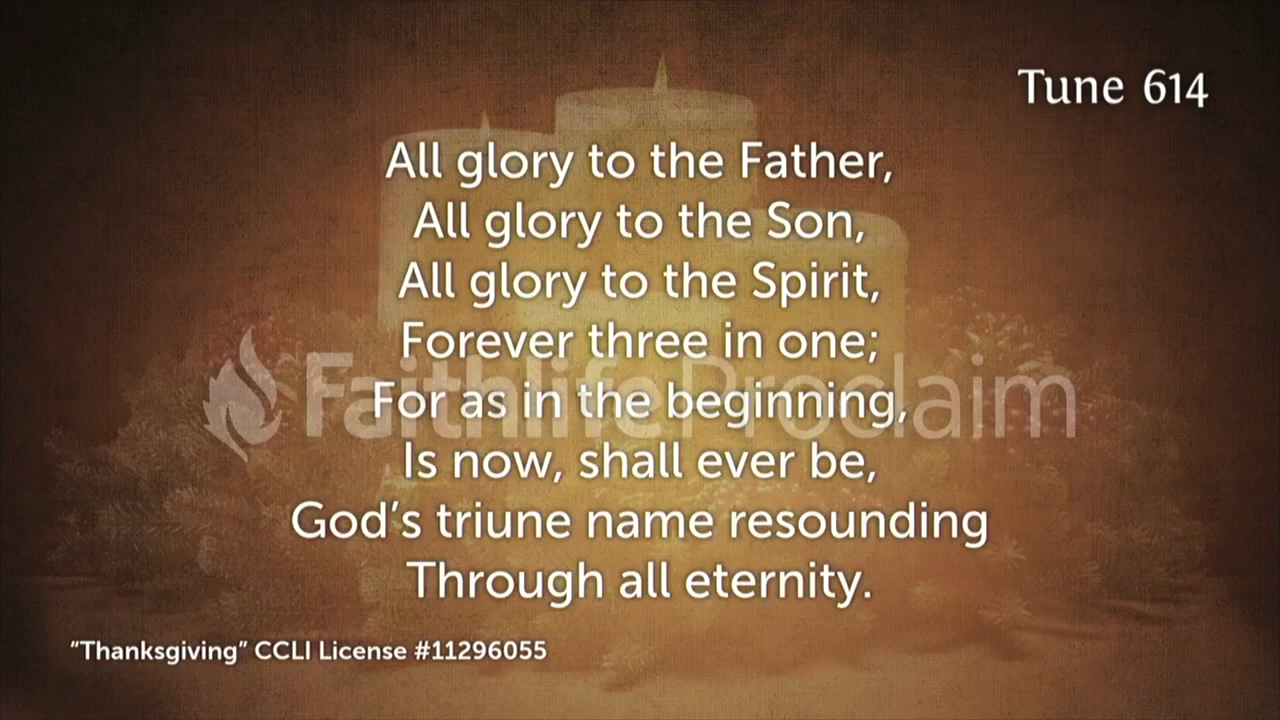 Tune 614
All glory to the Father,
All glory to the Son,
All glory to the Spirit,
Forever three in one;
Faithlife Proclaim
For as in the beginning,
Is now, shall ever be,
God’s triune name resounding
Through all eternity.
“Thanksgiving” CCLI License #11296055